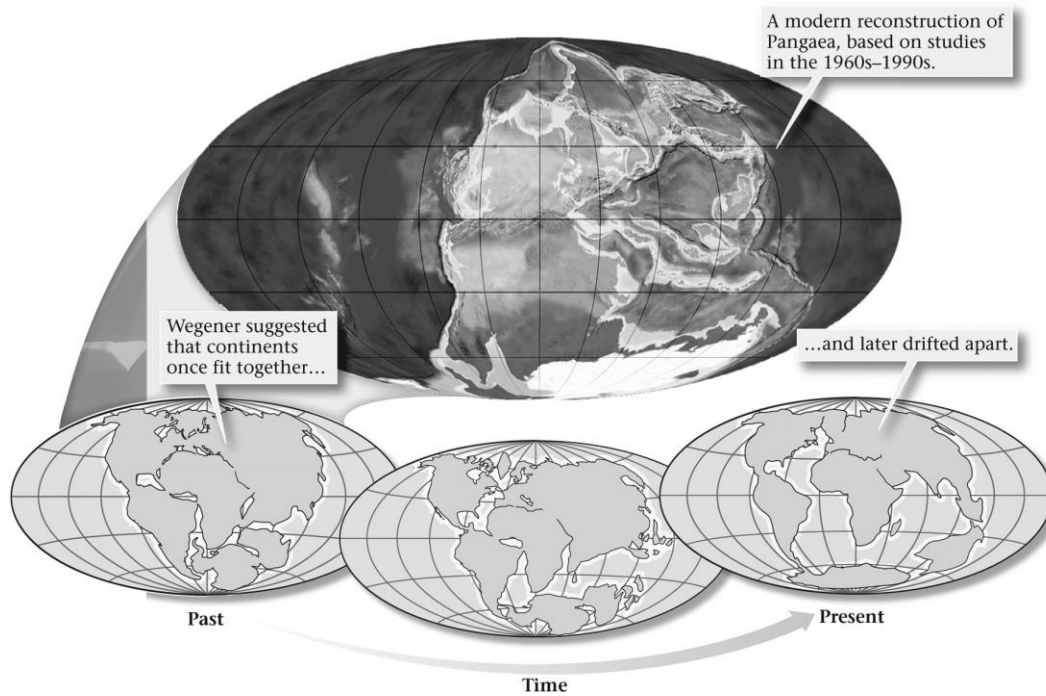 A modern reconstruction of
Pangaea, based on studies
in the 1960s–1990s.
Wegener suggested
that continents
once fit together…
…and later drifted apart.
Past
Present
Time